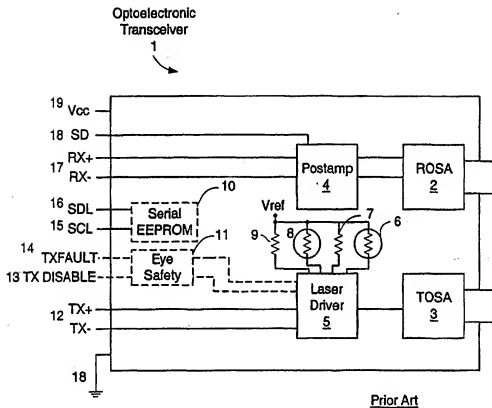 Optoelectronic
Transceiver
1
19 Vcc
18 SD
17 RX+
RX-
Postamp
4
ROSA
2
16 SDL
15 SCL
10
Serial
EEPROM
14 TXFAULT
13 TX DISABLE
11
Eye
Safety
Vref
9
8
7
6
12 TX+
TX-
Laser
Driver
5
TOSA
3
18
Prior Art